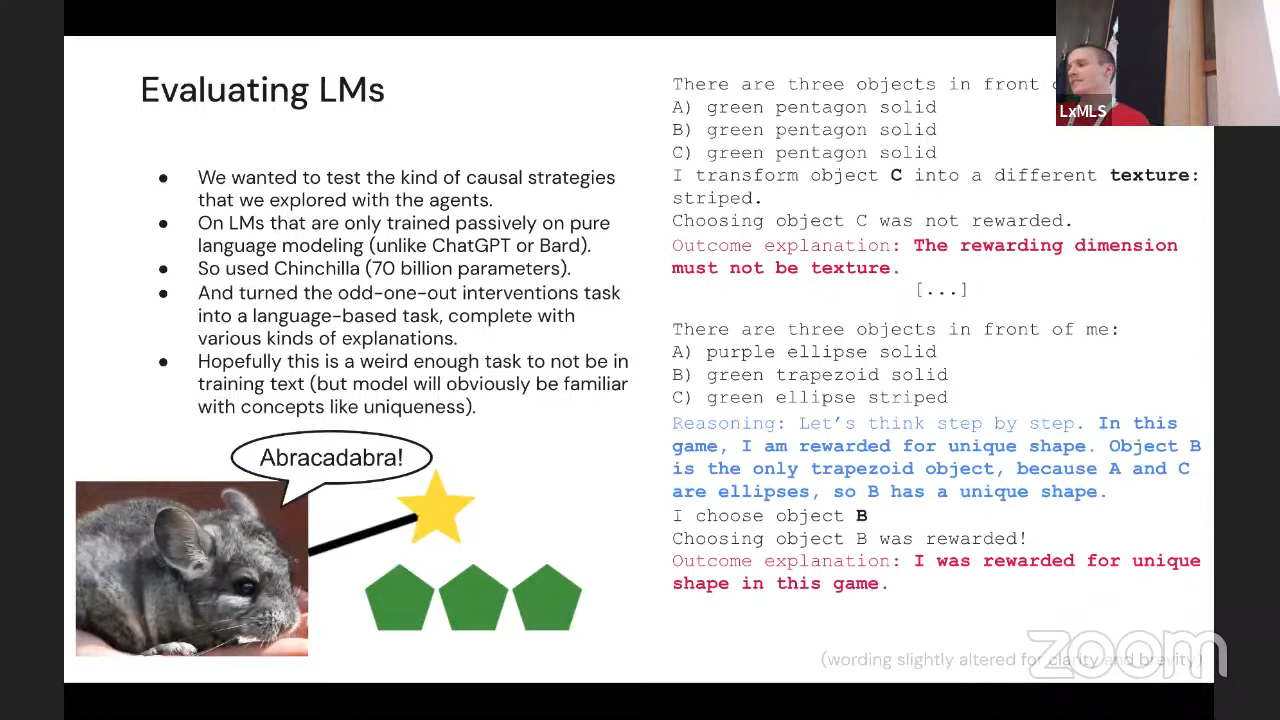 Evaluating LMs
● We wanted to test the kind of causal strategies
that we explored with the agents.
● On LMs that are only trained passively on pure
language modeling (unlike ChatGPT or Bard).
● So used Chinchilla (70 billion parameters).
● And turned the odd-one-out interventions task
into a language-based task, complete with
various kinds of explanations.
● Hopefully this is a weird enough task to not be in
training text (but model will obviously be familiar
with concepts like uniqueness).
Abracadabra!
There are three objects in front
A) green pentagon solid
B) green pentagon solid
C) green pentagon solid
I transform object C into a different texture:
striped.
Choosing object C was not rewarded.
Outcome explanation: The rewarding dimension
must not be texture.
[...]
There are three objects in front of me:
A) purple ellipse solid
B) green trapezoid solid
C) green ellipse striped
Reasoning: Let's think step by step. In this
game, I am rewarded for unique shape. Object B
is the only trapezoid object, because A and C
are ellipses, so B has a unique shape.
I choose object B
Choosing object B was rewarded!
Outcome explanation: I was rewarded for unique
shape in this game.
(wording slightly altered for clarity and brevity)
LxMLS
zoom